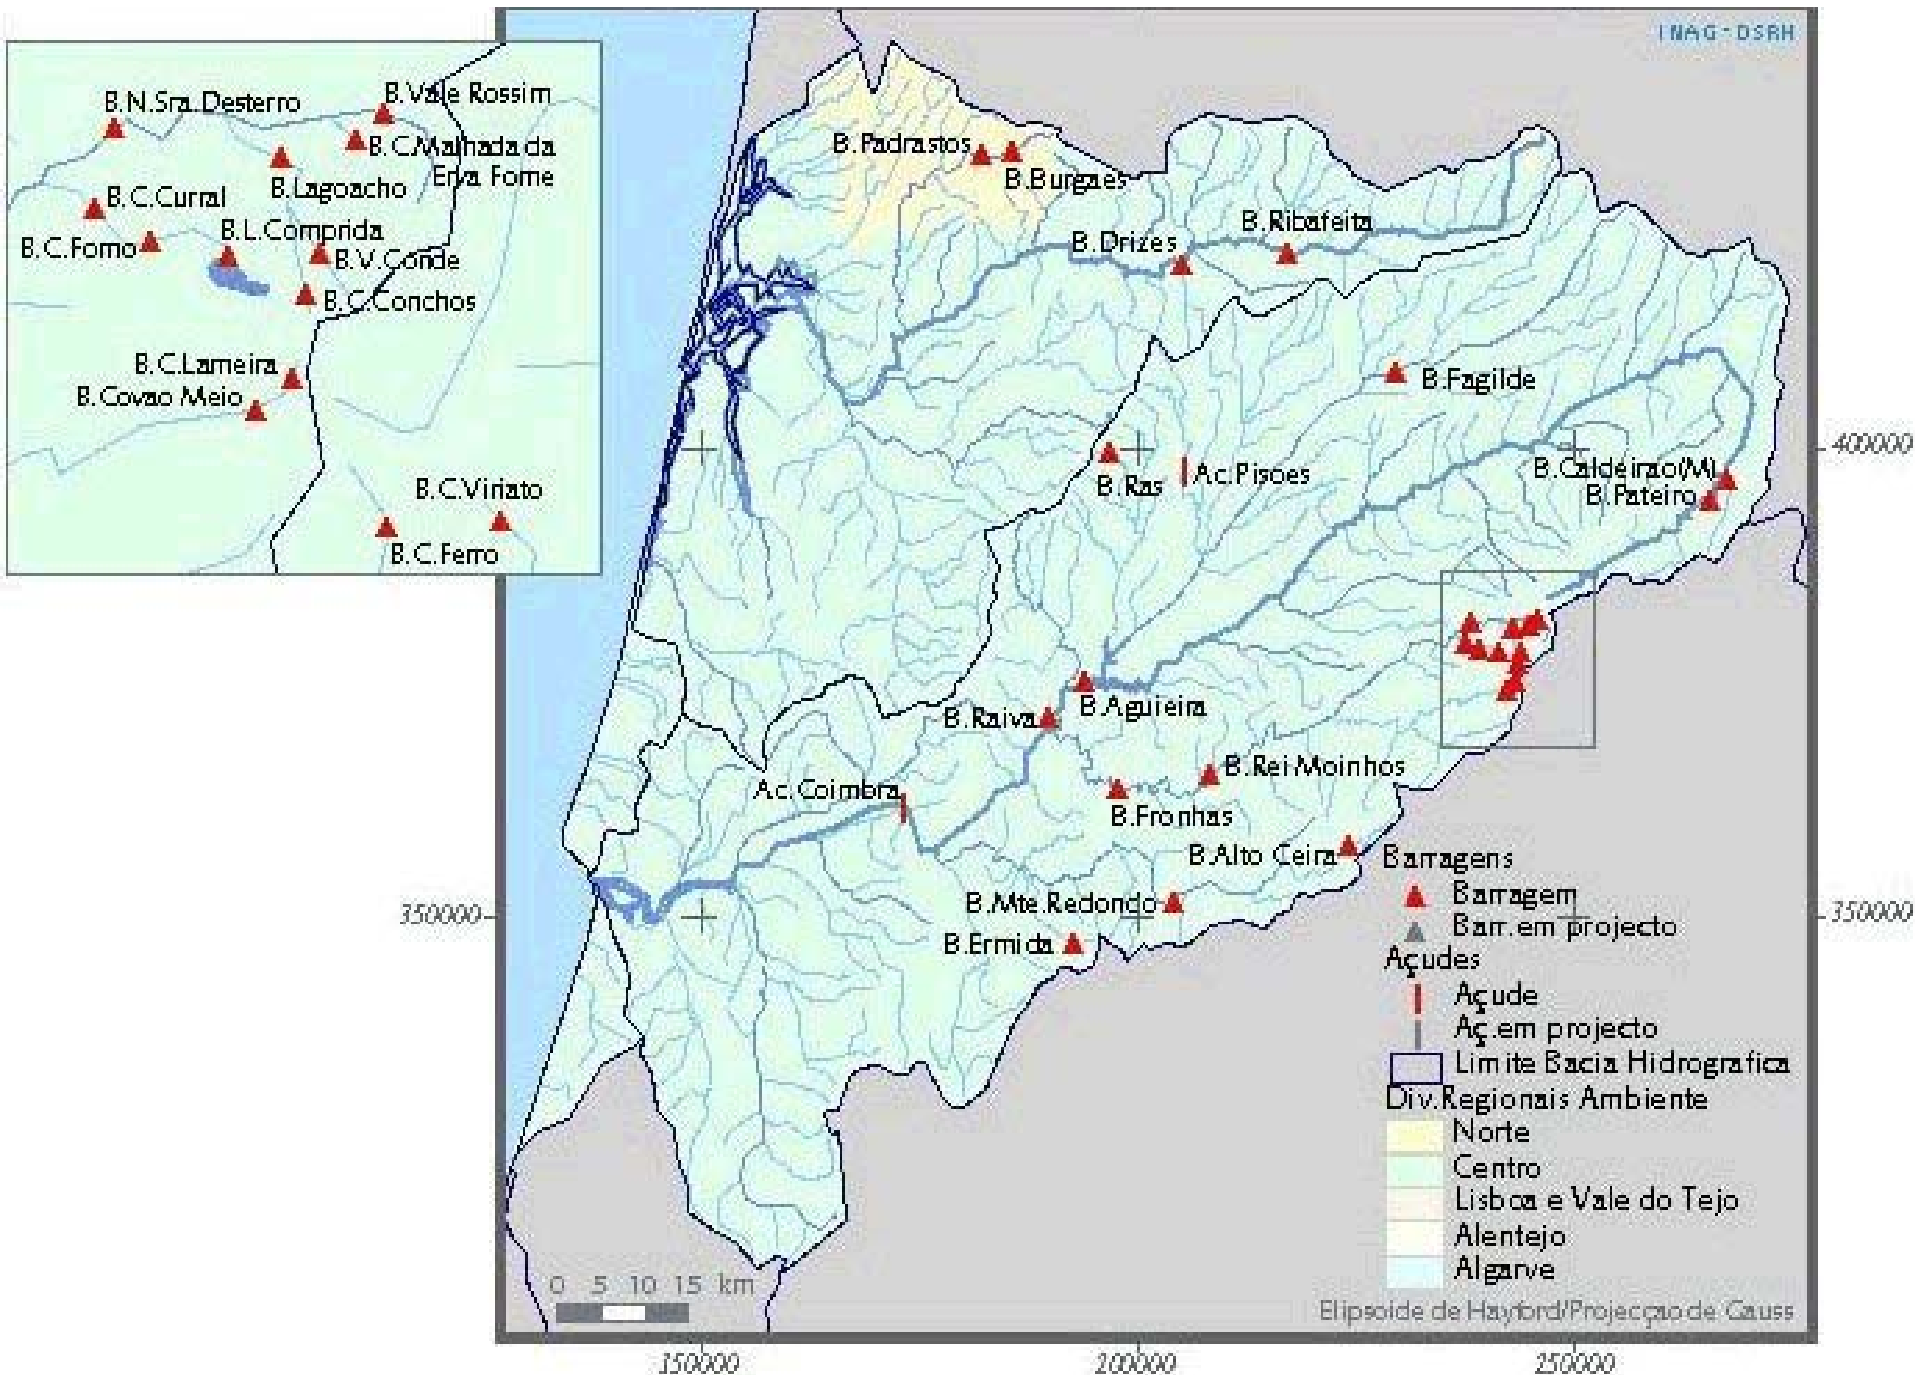 INAG-DSRH
B.N.Sra.Desterro
B.Vale Rossim
B.C.Malhada da
Erva Fome
B.Lagoacho
B.C.Curral
B.L.Comprida
B.C.Forno
B.V.Conde
B.C.Conchos
B.C.Lameira
B.Covao Meio
B.C.Viriato
B.C.Ferro
B.Padrastos
B.Burgaes
B.Ribafeita
B.Drizes
B.Fagilde
400000
B.Caldeirao(M)
B.Ras
Ac.Pisoes
B.Pateiro
B.Raiva
B.Aguieira
B.Rei Moinhos
Ac.Coimbra
B.Fronhas
B.Alto Ceira
B.Mte.Redondo
B.Ermida
350000
350000
Barragens
Barragem
Barr.em projecto
Açudes
Açude
Aç.em projecto
Limite Bacia Hidrografica
Div.Regionais Ambiente
Norte
Centro
Lisboa e Vale do Tejo
Alentejo
Algarve
0 5 10 15 km
Elipsoide de Hayford/Projecçao de Gauss
150000
200000
250000